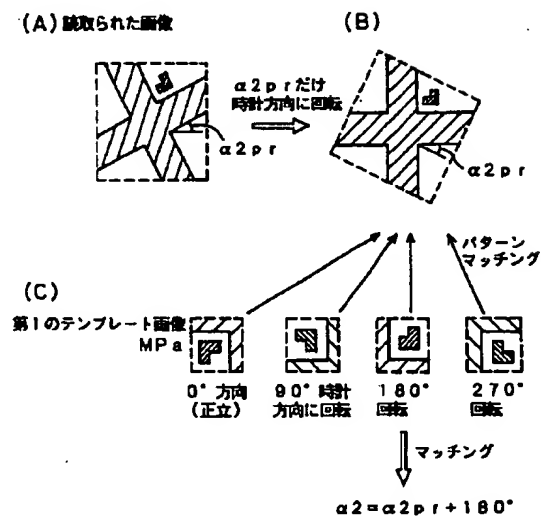 (A) 読取られた画像
(B)
α2prだけ
時計方向に回転
α2pr
α2pr
パターン
マッチング
(C)
第1のテンプレート画像
MPa
0°方向
(正立)
90°時計
方向に回転
180°
回転
270°
回転
マッチング
α2=α2pr+180°